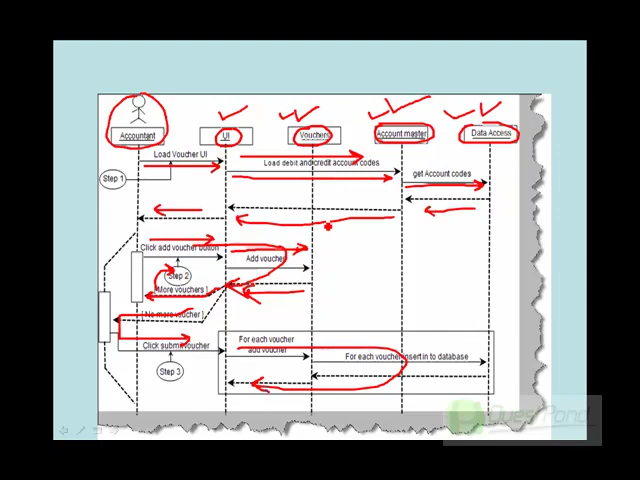 Accountant
UI
Vouchers
Account master
Data Access
Load Voucher UI
Load debit and credit account codes
get Account codes
Step 1
Click add voucher button
Add voucher
Step 2
[More vouchers ]
[ No more voucher ]
Click submit voucher
For each voucher
add voucher
For each voucher insert in to database
Step 3
QuestPond